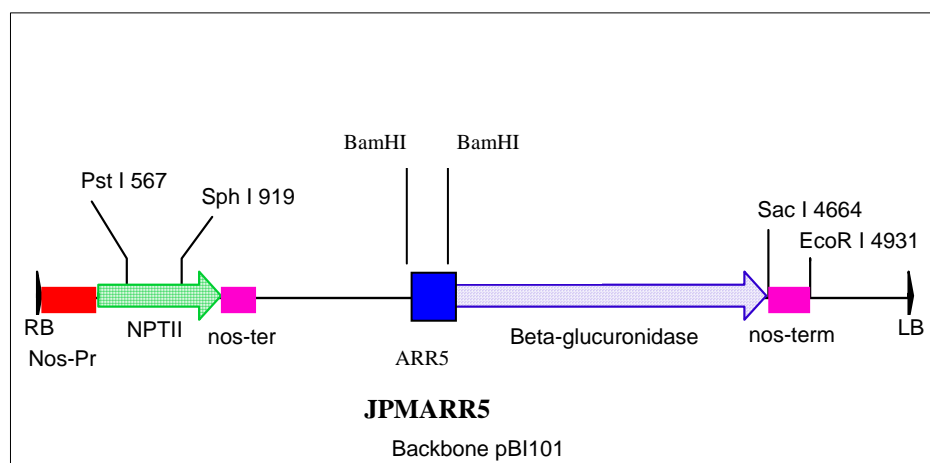 BamHI
BamHI
Pst I 567
Sph I 919
Sac I 4664
EcoR I 4931
RB
NPTII
nos-ter
Beta-glucuronidase
nos-term
LB
Nos-Pr
ARR5
JPMARR5
Backbone pBI101